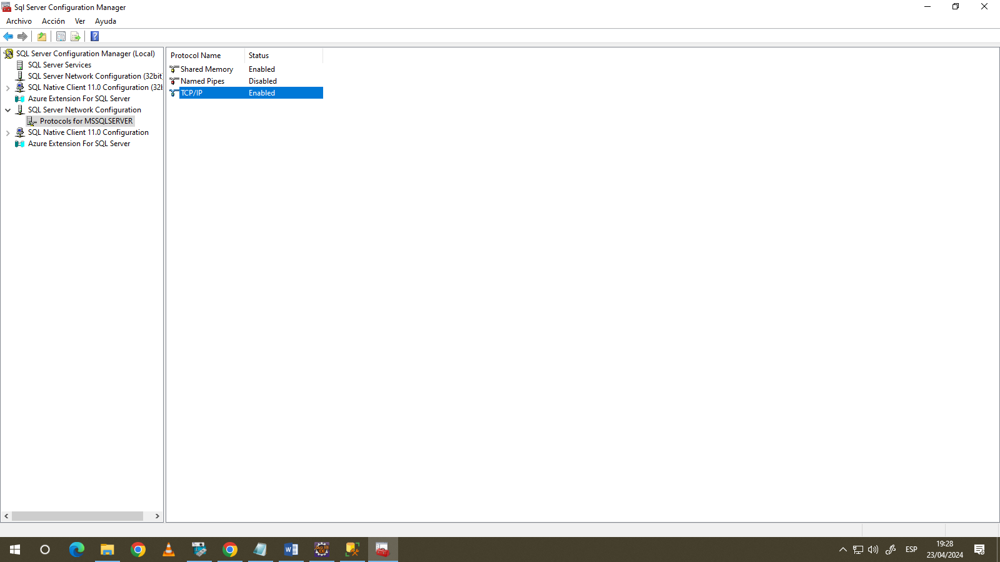 Sql Server Configuration Manager
Archivo Acción Ver Ayuda
SQL Server Configuration Manager (Local)
SQL Server Services
SQL Server Network Configuration (32bit
SQL Native Client 11.0 Configuration (32b
Azure Extension For SQL Server
SQL Server Network Configuration
Protocols for MSSQLSERVER
SQL Native Client 11.0 Configuration
Azure Extension For SQL Server
Protocol Name Status
Shared Memory Enabled
Named Pipes Disabled
TCP/IP Enabled
ESP
19:28
23/04/2024